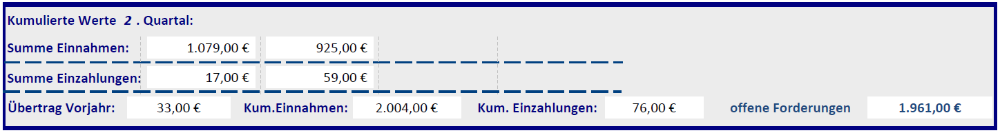 Kumulierte Werte 2 . Quartal:
Summe Einnahmen: 1.079,00 € 925,00 €
Summe Einzahlungen: 17,00 € 59,00 €
Übertrag Vorjahr: 33,00 € Kum.Einnahmen: 2.004,00 € Kum. Einzahlungen: 76,00 € offene Forderungen 1.961,00 €